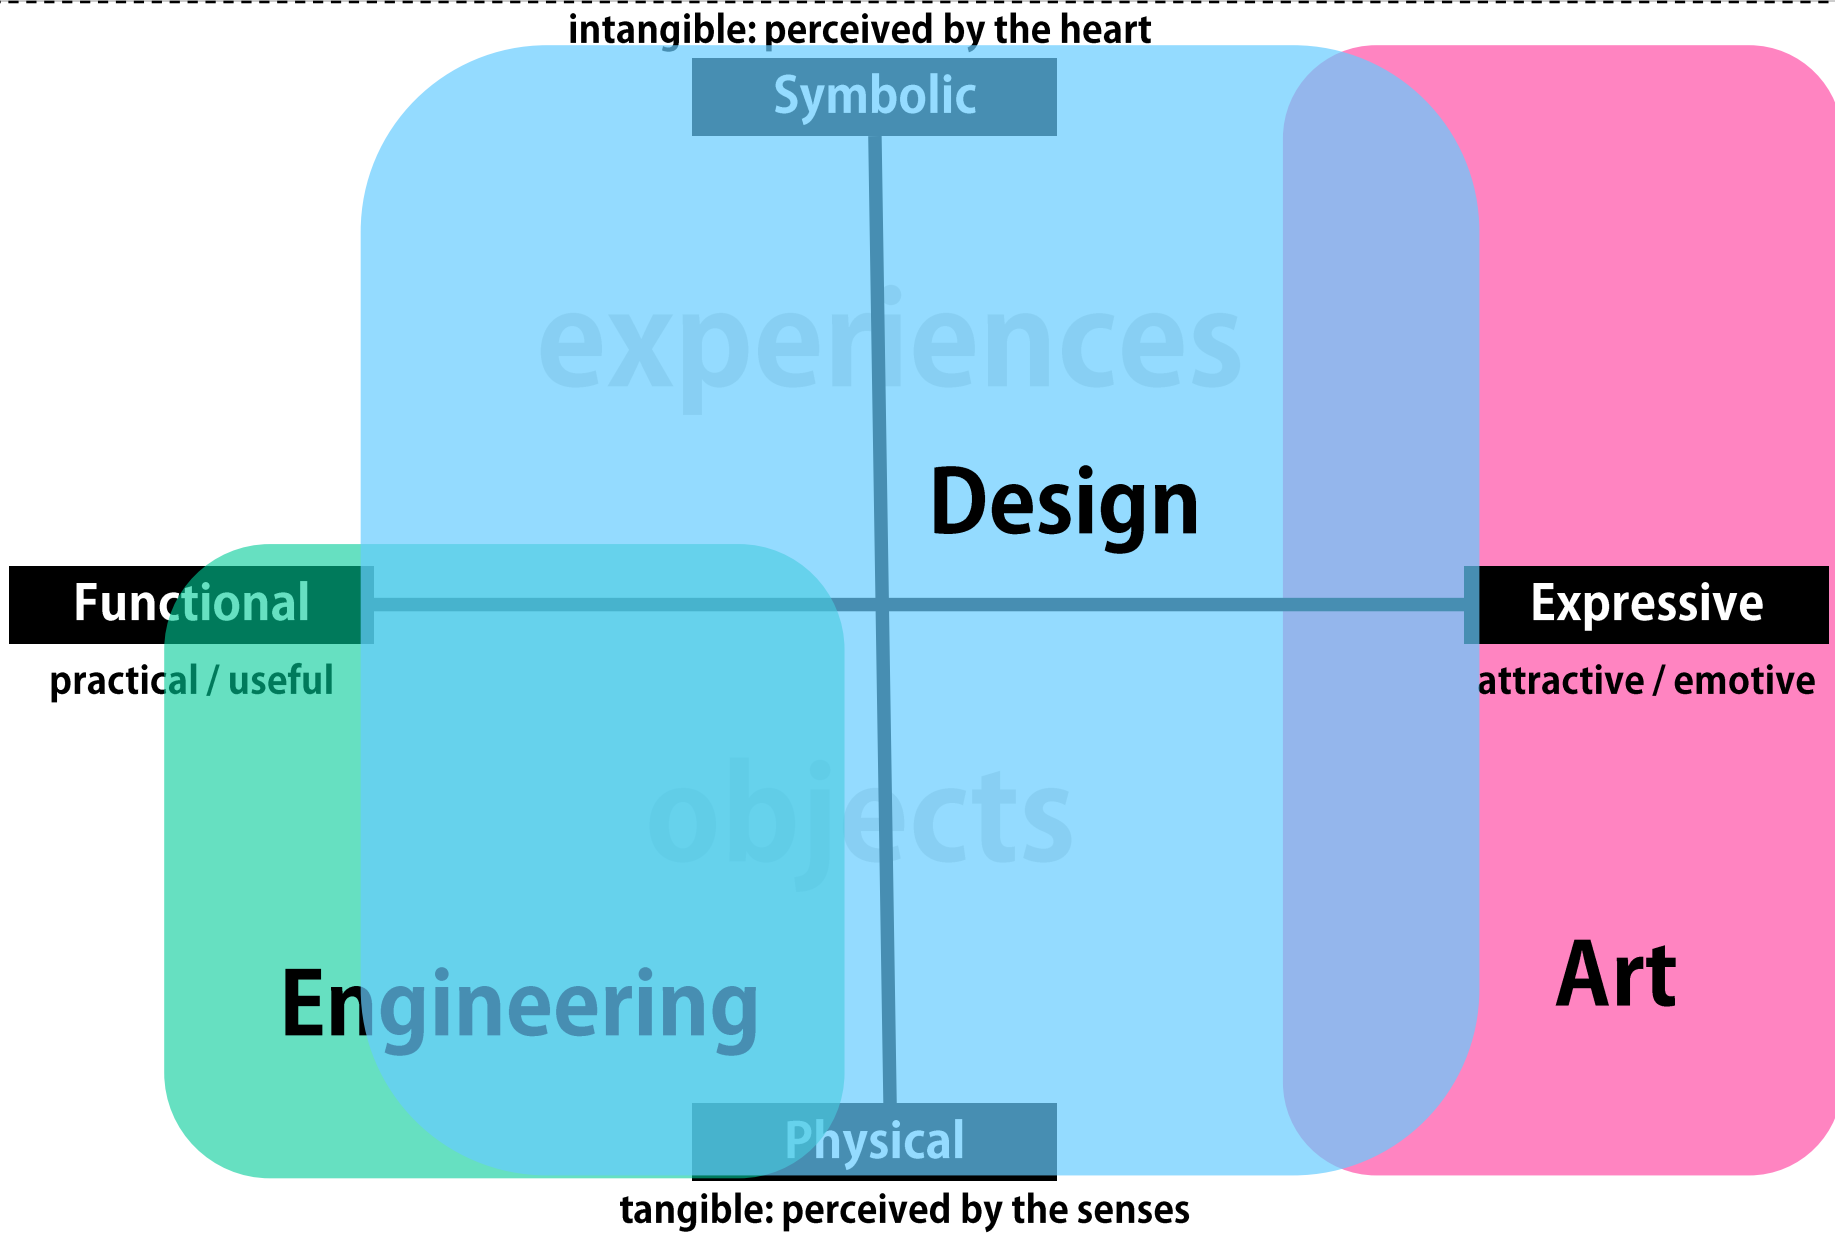 intangible: perceived by the heart
Symbolic
experiences
Design
Functional
Expressive
practical / useful
attractive / emotive
objects
Art
Engineering
Physical
tangible: perceived by the senses